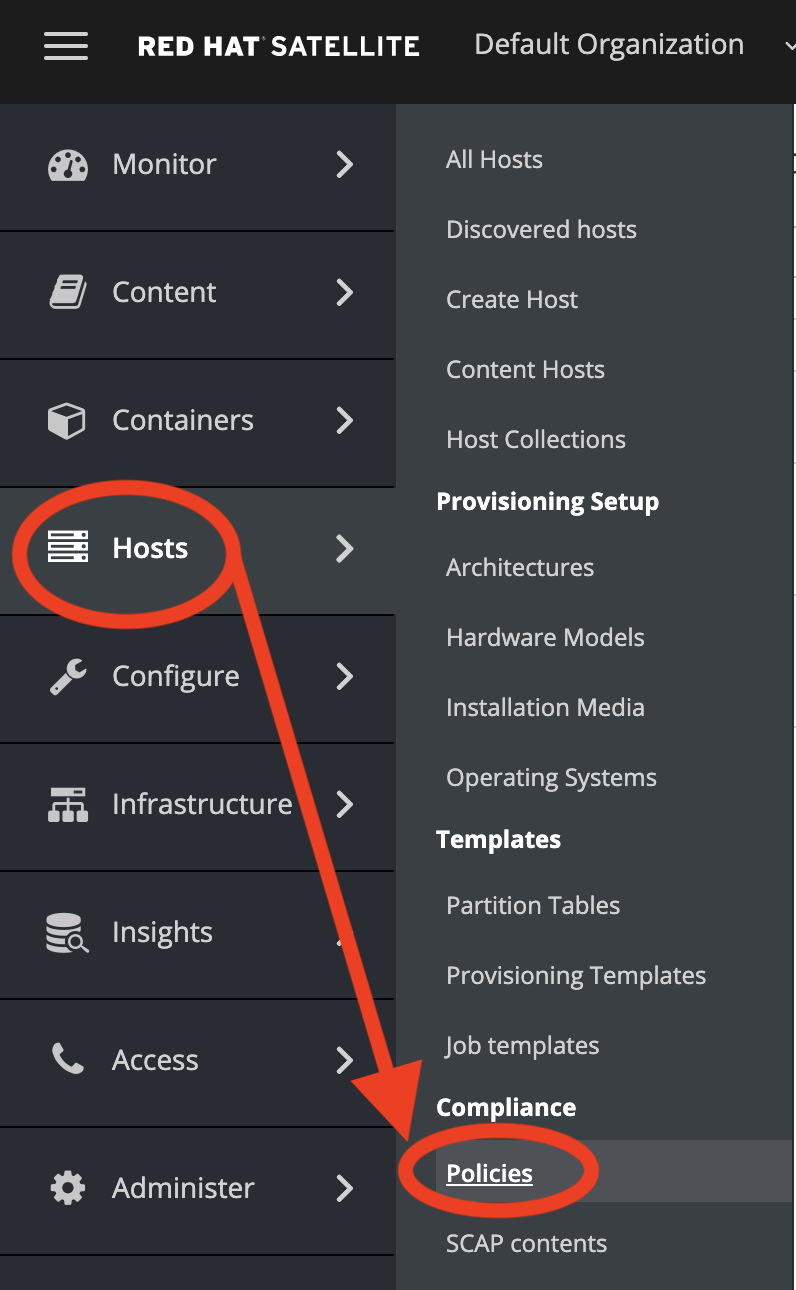 RED HAT SATELLITE
Default Organization
Monitor
Content
Containers
Hosts
Configure
Infrastructure
Insights
Access
Administer
All Hosts
Discovered hosts
Create Host
Content Hosts
Host Collections
Provisioning Setup
Architectures
Hardware Models
Installation Media
Operating Systems
Templates
Partition Tables
Provisioning Templates
Job templates
Compliance
Policies
SCAP contents